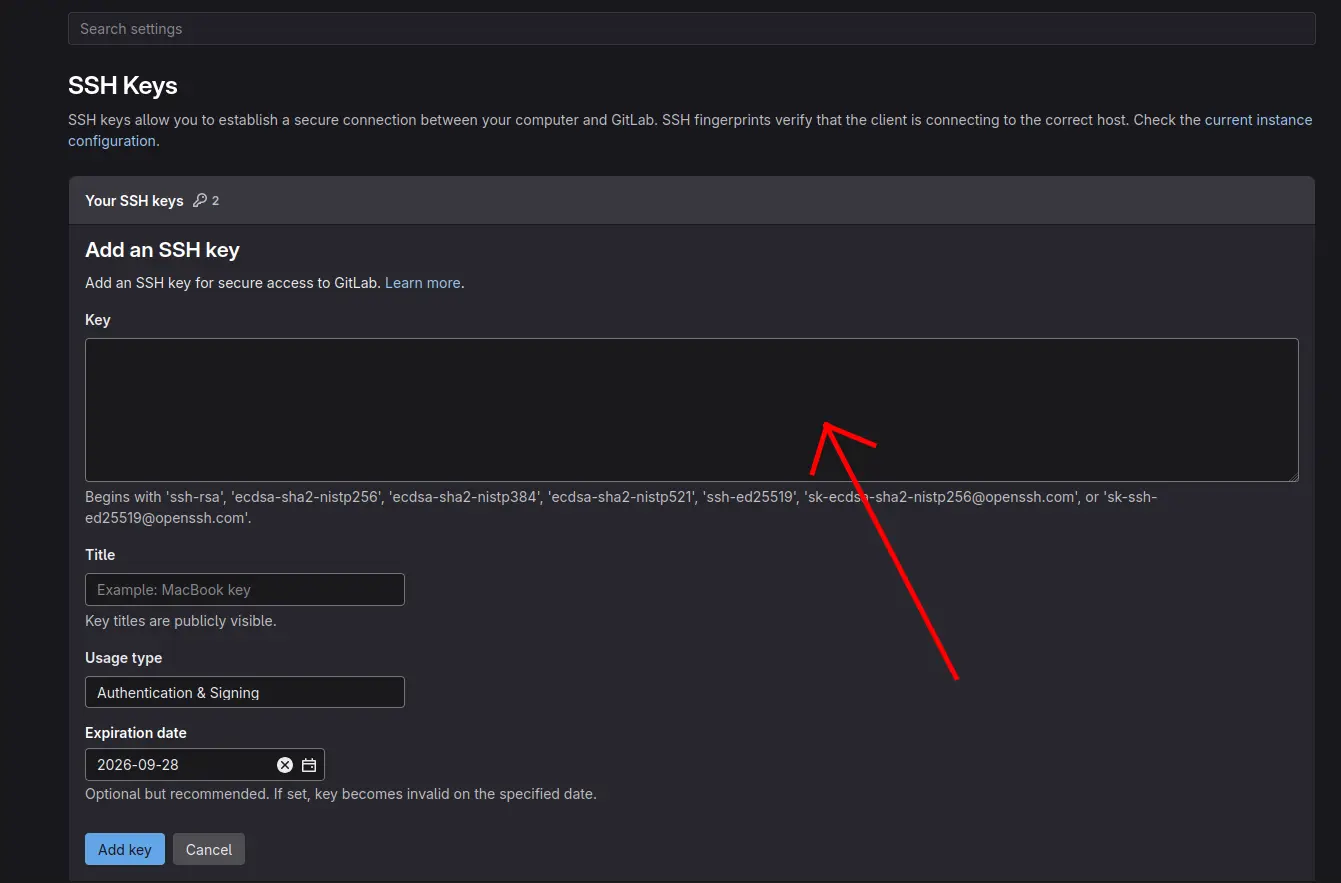 Search settings
SSH Keys
SSH keys allow you to establish a secure connection between your computer and GitLab. SSH fingerprints verify that the client is connecting to the correct host. Check the current instance
configuration.
Your SSH keys 2
Add an SSH key
Add an SSH key for secure access to GitLab. Learn more.
Key
Begins with 'ssh-rsa', 'ecdsa-sha2-nistp256', 'ecdsa-sha2-nistp384', 'ecdsa-sha2-nistp521', 'ssh-ed25519', 'sk-ecdsa-sha2-nistp256@openssh.com', or 'sk-ssh-
ed25519@openssh.com'.
Title
Example: MacBook key
Key titles are publicly visible.
Usage type
Authentication & Signing
Expiration date
2026-09-28
Optional but recommended. If set, key becomes invalid on the specified date.
Add key Cancel